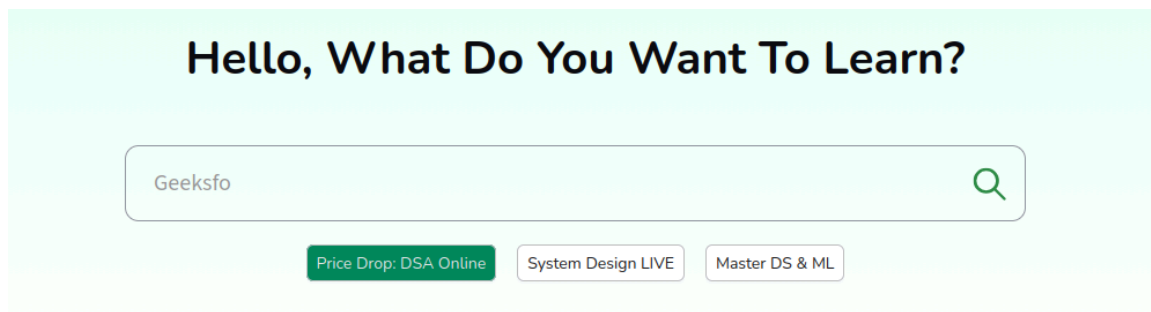 Hello, What Do You Want To Learn?
Geeksfo
Price Drop: DSA Online System Design LIVE Master DS & ML